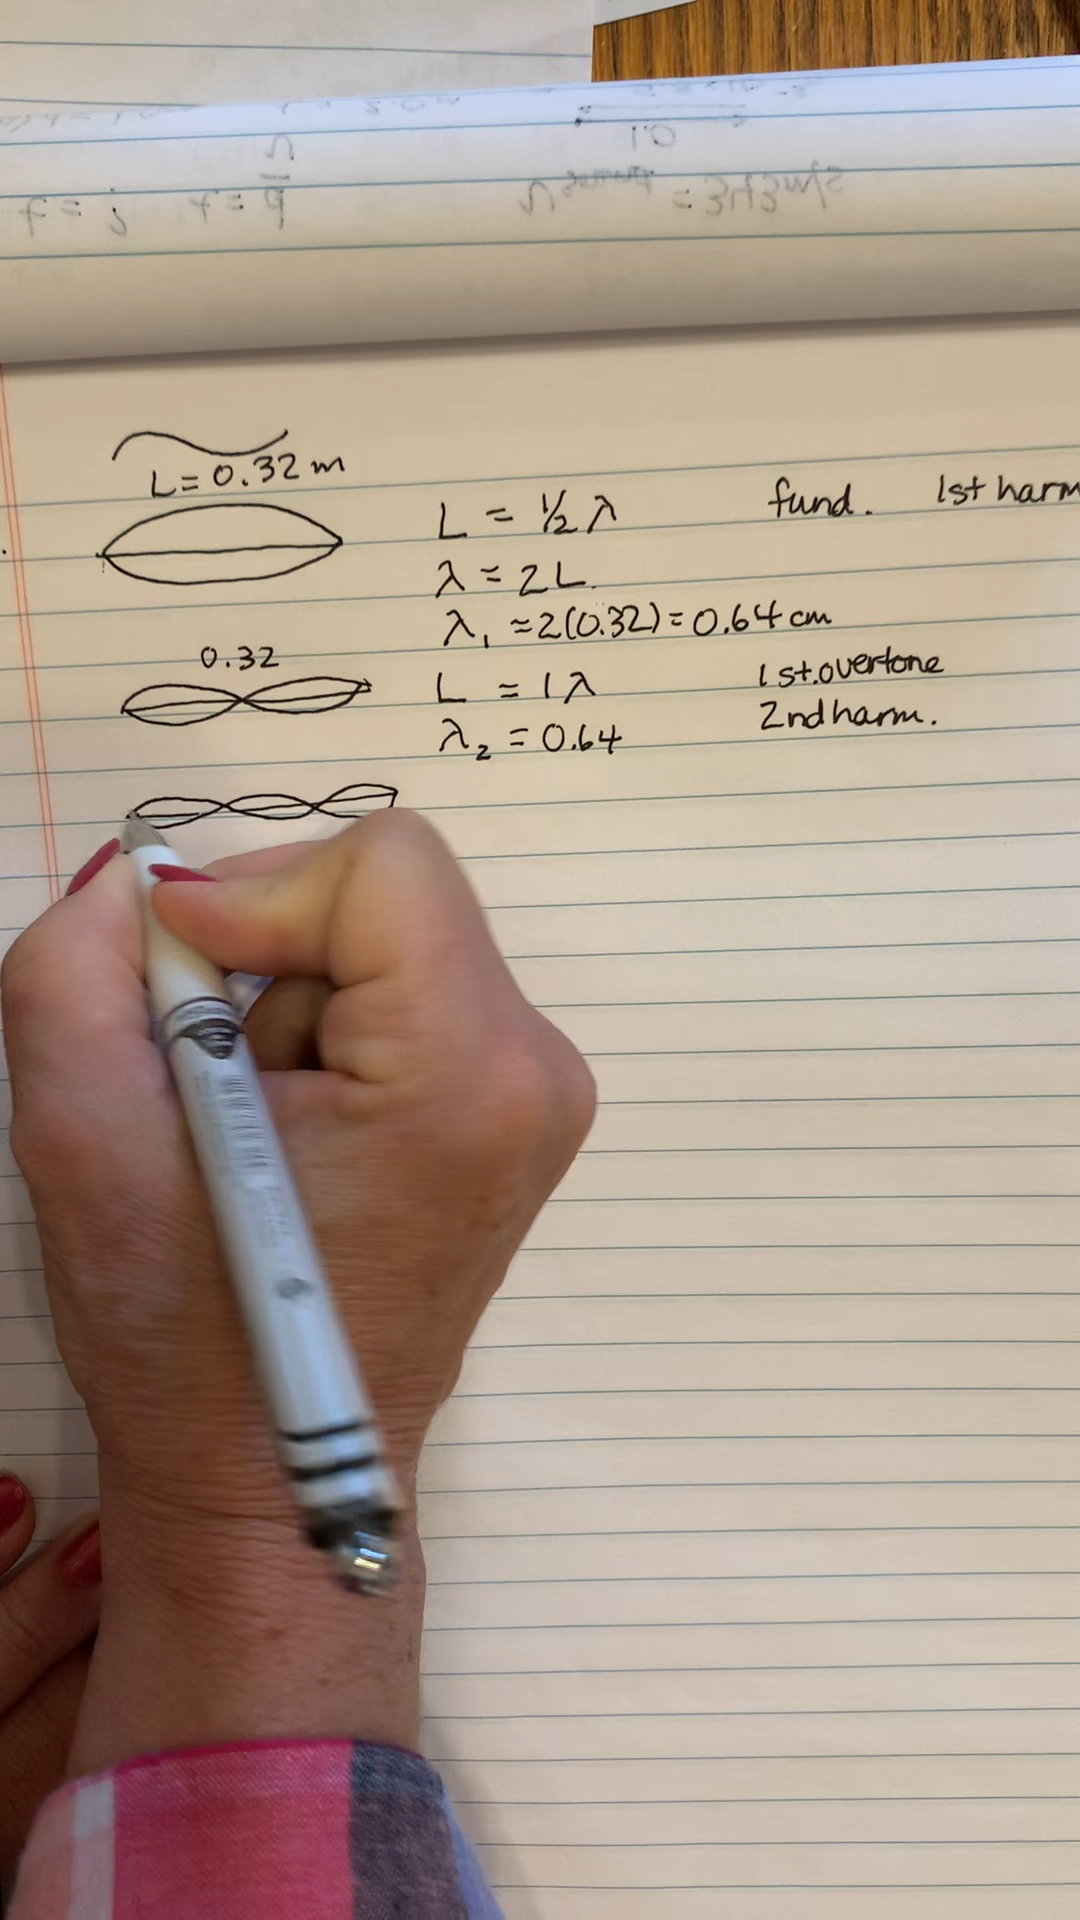 L = 0.32 m
L = ½ λ fund. 1st harm
λ = 2L.
λ₁ = 2(0.32) = 0.64 cm
0.32
L = 1 λ 1st.overtone
λ₂ = 0.64 2nd harm.